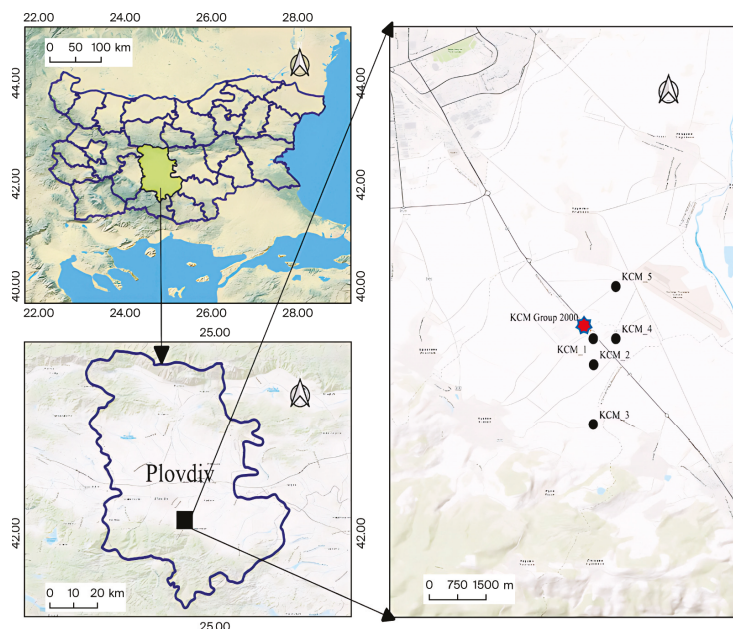 22.00 24.00 26.00 28.00
0 50 100 km
44.00 44.00
42.00 42.00
40.00 40.00
22.00 24.00 26.00 28.00
25.00
Plovdiv
42.00 42.00
0 10 20 km
25.00
KCM_5
KCM Group 2000
KCM_4
KCM_1
KCM_2
KCM_3
0 750 1500 m